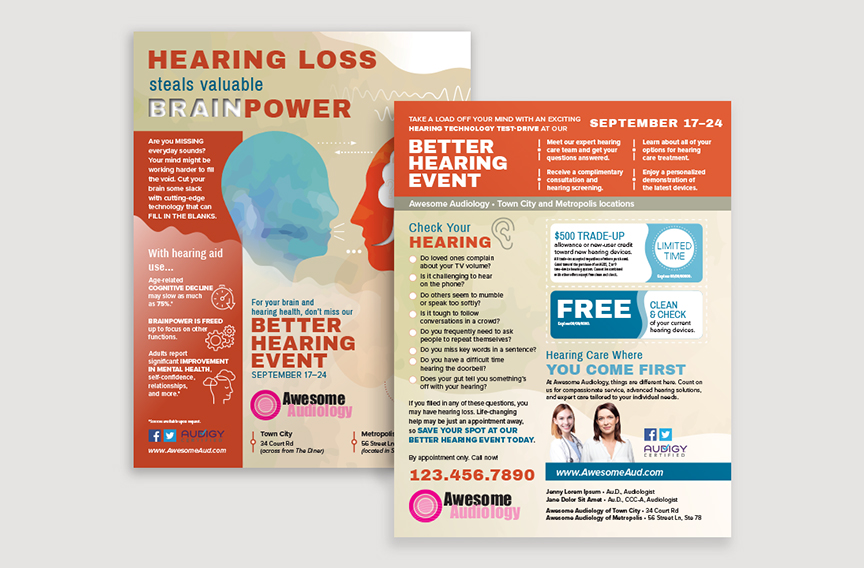 HEARING LOSS
steals valuable
BRAINPOWER
Are you MISSING
everyday sounds?
Your mind might be
working harder to fill
the void. Cut your
brain some slack
with cutting-edge
technology that can
FILL IN THE BLANKS.
With hearing aid
use...
Age-related
COGNITIVE DECLINE
may slow as much
as 75%.*
BRAINPOWER IS FREED
up to focus on other
functions.
Adults report
significant IMPROVEMENT
IN MENTAL HEALTH,
self-confidence,
relationships,
and more.*
*Sources available upon request.
AUDIGY
www.AwesomeAud.com
For your brain and
hearing health, don't miss our
BETTER
HEARING
EVENT
SEPTEMBER 17–24
Awesome
Audiology
Town City
34 Court Rd
(across from The Diner)
Metropolis
56 Street Ln
(located in S
TAKE A LOAD OFF YOUR MIND WITH AN EXCITING
HEARING TECHNOLOGY TEST-DRIVE AT OUR
SEPTEMBER 17–24
BETTER
HEARING
EVENT
Meet our expert hearing
care team and get your
questions answered.
Receive a complimentary
consultation and
hearing screening.
Learn about all of your
options for hearing
care treatment.
Enjoy a personalized
demonstration of
the latest devices.
Awesome Audiology • Town City and Metropolis locations
Check Your
HEARING
Do loved ones complain
about your TV volume?
Is it challenging to hear
on the phone?
Do others seem to mumble
or speak too softly?
Is it tough to follow
conversations in a crowd?
Do you frequently need to ask
people to repeat themselves?
Do you miss key words in a sentence?
Do you have a difficult time
hearing the doorbell?
Does your gut tell you something's
off with your hearing?
If you filled in any of these questions, you
may have hearing loss. Life-changing
help may be just an appointment away,
so SAVE YOUR SPOT AT OUR
BETTER HEARING EVENT TODAY.
By appointment only. Call now!
123.456.7890
Awesome
Audiology
$500 TRADE-UP
allowance or new-user credit
toward new hearing devices.
LIMITED
TIME
FREE
CLEAN
& CHECK
of your current
hearing devices.
Hearing Care Where
YOU COME FIRST
At Awesome Audiology, things are different here. Count on
us for compassionate service, advanced hearing solutions,
and expert care tailored to your individual needs.
AUDIGY
CERTIFIED
www.AwesomeAud.com
Jenny Lorem Ipsum • Au.D., Audiologist
Jane Dolor Sit Amet • Au.D., CCC-A, Audiologist
Awesome Audiology of Town City • 34 Court Rd
Awesome Audiology of Metropolis • 56 Street Ln, Ste 78